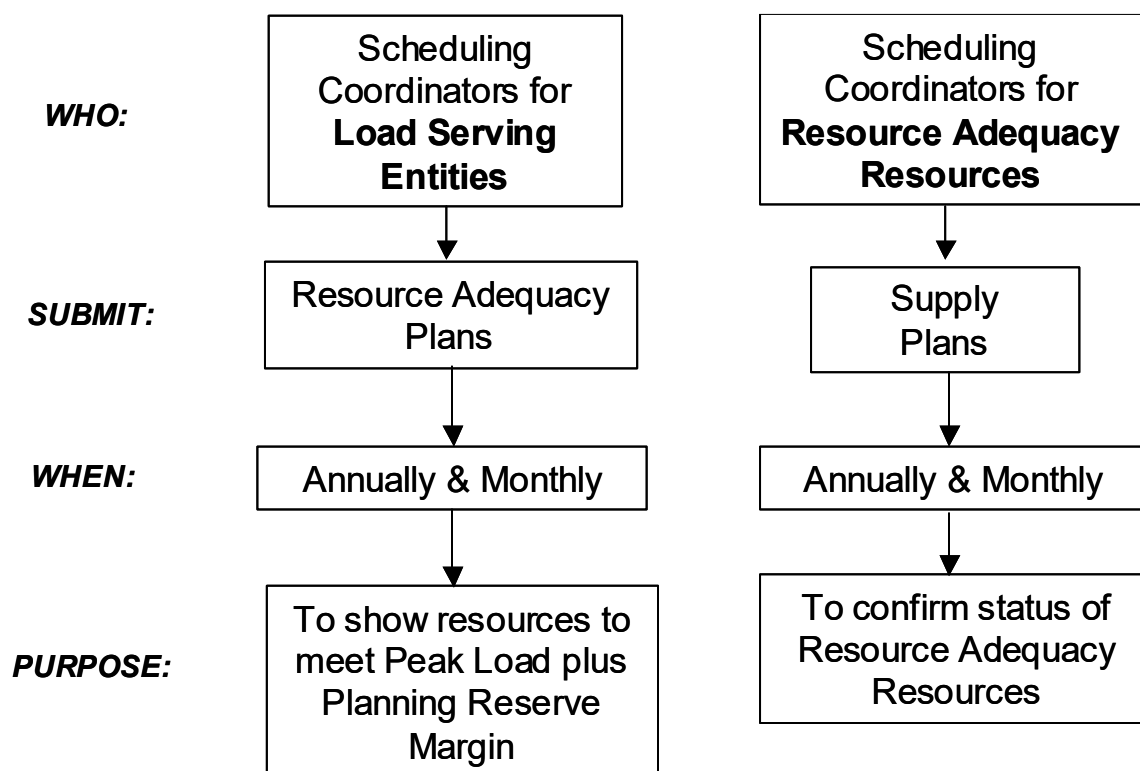 WHO:
Scheduling
Coordinators for
Load Serving
Entities
Scheduling
Coordinators for
Resource Adequacy
Resources
SUBMIT:
Resource Adequacy
Plans
Supply
Plans
WHEN:
Annually & Monthly
Annually & Monthly
PURPOSE:
To show resources to
meet Peak Load plus
Planning Reserve
Margin
To confirm status of
Resource Adequacy
Resources